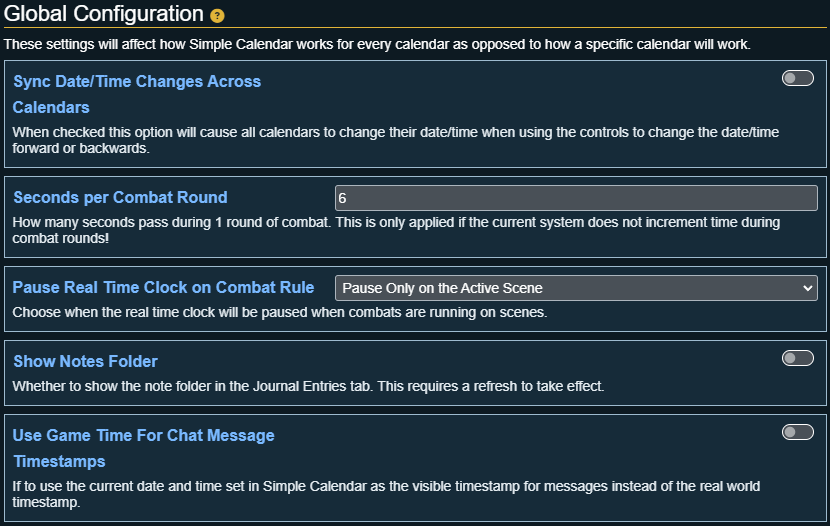 Global Configuration ?
These settings will affect how Simple Calendar works for every calendar as opposed to how a specific calendar will work.
Sync Date/Time Changes Across
Calendars
When checked this option will cause all calendars to change their date/time when using the controls to change the date/time
forward or backwards.
Seconds per Combat Round
6
How many seconds pass during 1 round of combat. This is only applied if the current system does not increment time during
combat rounds!
Pause Real Time Clock on Combat Rule
Pause Only on the Active Scene
Choose when the real time clock will be paused when combats are running on scenes.
Show Notes Folder
Whether to show the note folder in the Journal Entries tab. This requires a refresh to take effect.
Use Game Time For Chat Message
Timestamps
If to use the current date and time set in Simple Calendar as the visible timestamp for messages instead of the real world
timestamp.